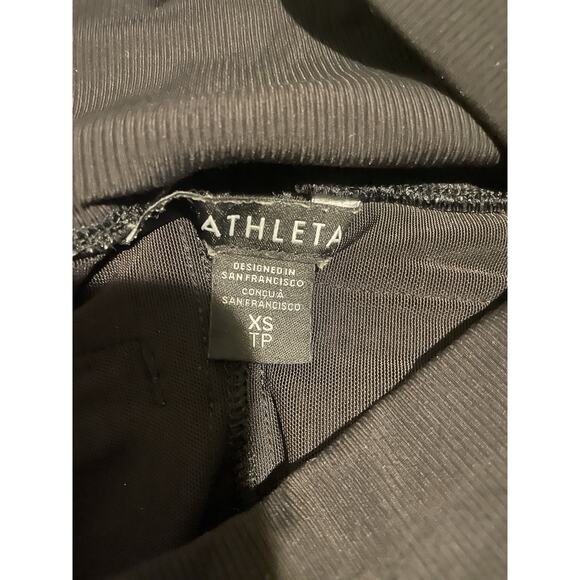 ATHLETA
DESIGNED IN
SAN FRANCISCO
CONÇU À
SAN FRANCISCO
XS
TP